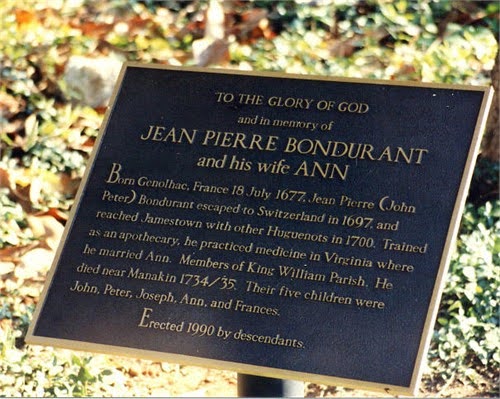 TO THE GLORY OF GOD
and in memory of
JEAN PIERRE BONDURANT
and his wife ANN
Born Genolhac, France 18 July 1677, Jean Pierre (John
Peter) Bondurant escaped to Switzerland in 1697, and
reached Jamestown with other Huguenots in 1700. Trained
as an apothecary, he practiced medicine in Virginia where
he married Ann. Members of King William Parish. He
died near Manakin 1734/35. Their five children were
John, Peter, Joseph, Ann, and Frances.
Erected 1990 by descendants.